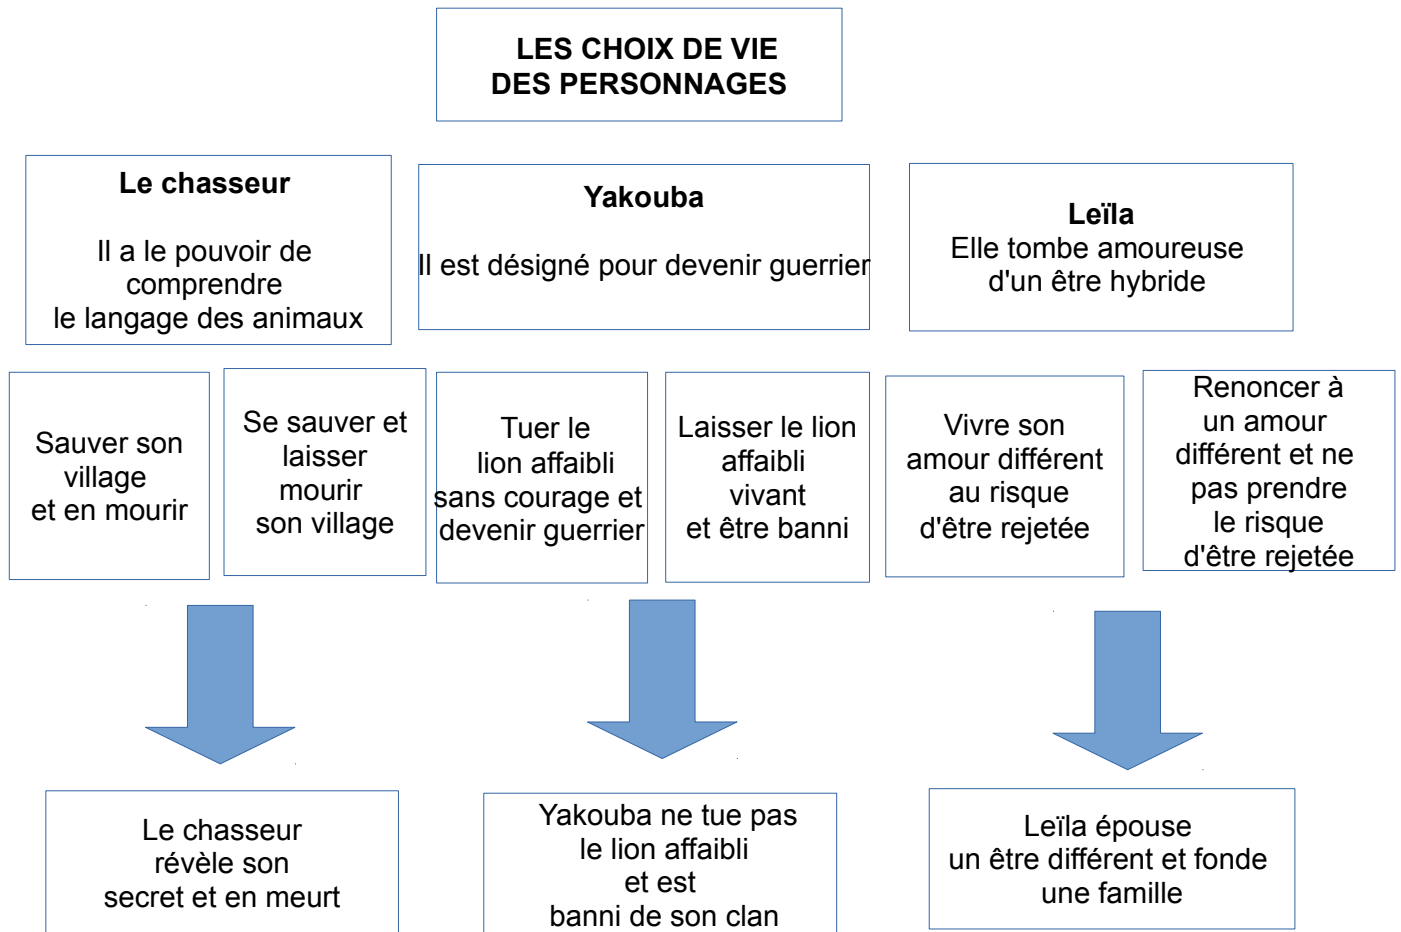 LES CHOIX DE VIE
DES PERSONNAGES
Le chasseur
Il a le pouvoir de
comprendre
le langage des animaux
Yakouba
Il est désigné pour devenir guerrier
Leïla
Elle tombe amoureuse
d'un être hybride
Sauver son
village
et en mourir
Se sauver et
laisser
mourir
son village
Tuer le
lion affaibli
sans courage et
devenir guerrier
Laisser le lion
affaibli
vivant
et être banni
Vivre son
amour différent
au risque
d'être rejetée
Renoncer à
un amour
différent et ne
pas prendre
le risque
d'être rejetée
Le chasseur
révèle son
secret et en meurt
Yakouba ne tue pas
le lion affaibli
et est
banni de son clan
Leïla épouse
un être différent et fonde
une famille